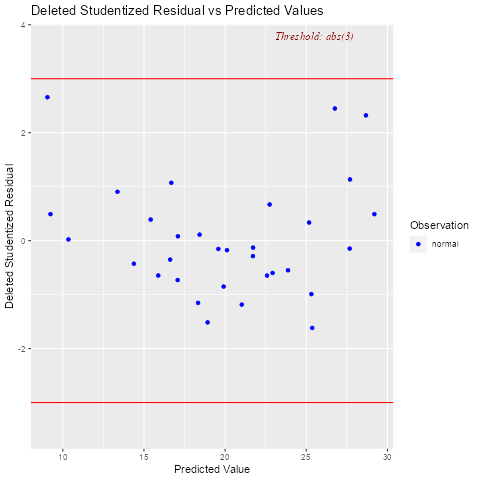 Deleted Studentized Residual vs Predicted Values
Threshold: abs(3)
4
2
0
-2
Deleted Studentized Residual
10 15 20 25 30
Predicted Value
Observation
normal